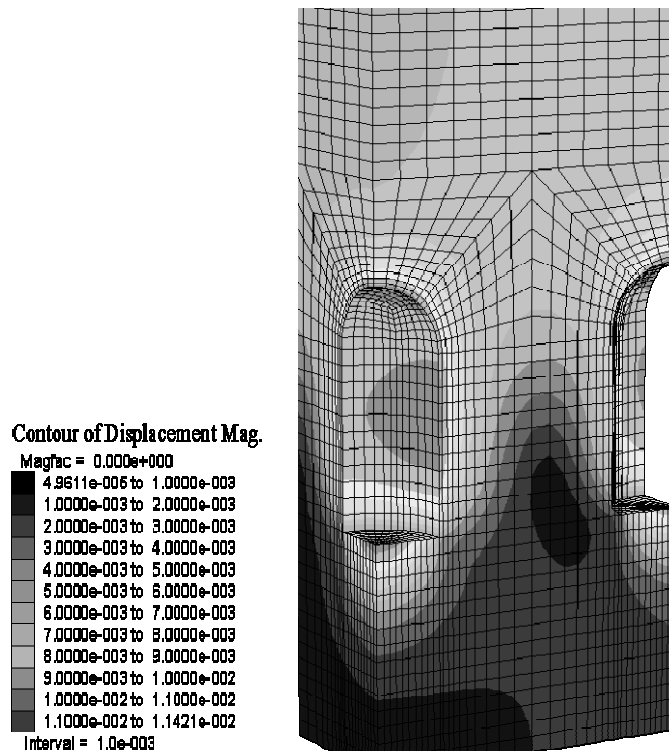 Contour of Displacement Mag.
Magfac = 0.000e+000
4.9611e-005 to 1.0000e-003
1.0000e-003 to 2.0000e-003
2.0000e-003 to 3.0000e-003
3.0000e-003 to 4.0000e-003
4.0000e-003 to 5.0000e-003
5.0000e-003 to 6.0000e-003
6.0000e-003 to 7.0000e-003
7.0000e-003 to 8.0000e-003
8.0000e-003 to 9.0000e-003
9.0000e-003 to 1.0000e-002
1.0000e-002 to 1.1000e-002
1.1000e-002 to 1.1421e-002
Interval = 1.0e-003